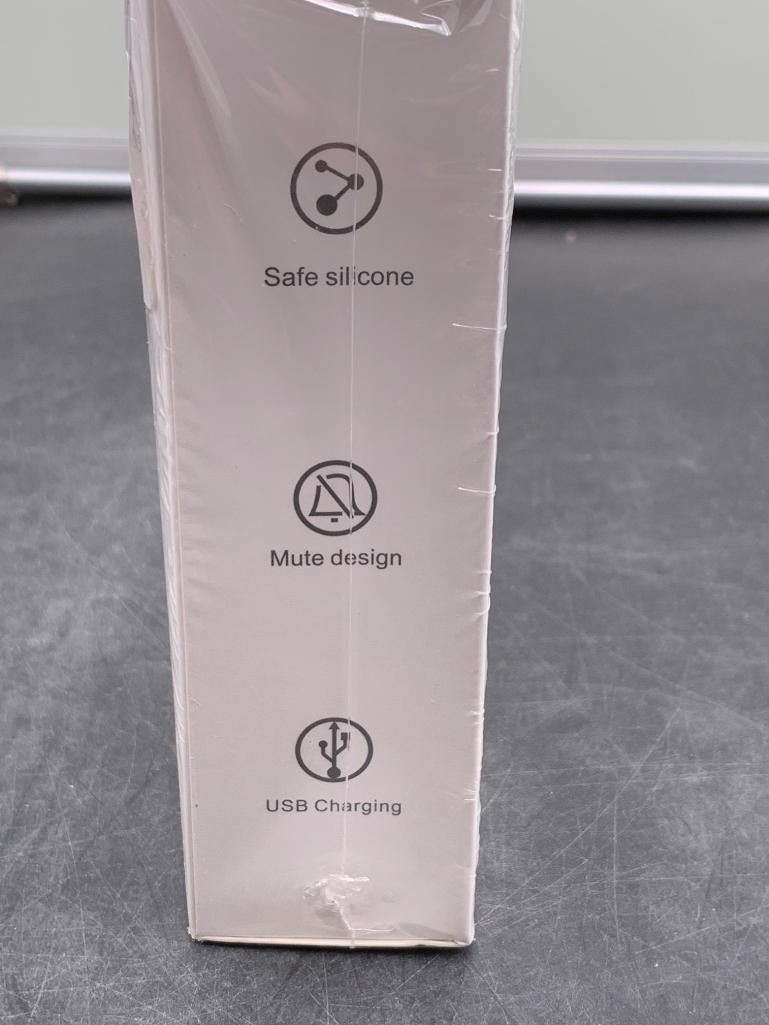 Safe silicone
Mute design
USB Charging